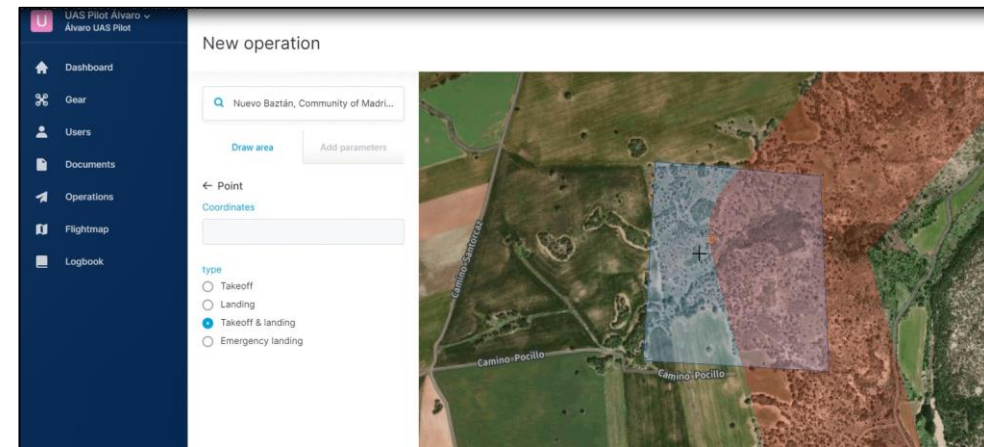 U
UAS Pilot Álvaro
Álvaro UAS Pilot
Dashboard
Gear
Users
Documents
Operations
Flightmap
Logbook
New operation
Nuevo Baztán, Community of Madri...
Draw area
Add parameters
← Point
Coordinates
type
Takeoff
Landing
Takeoff & landing
Emergency landing
Camino-Santorcaz
Camino-Pocillo
Camino-Pocillo